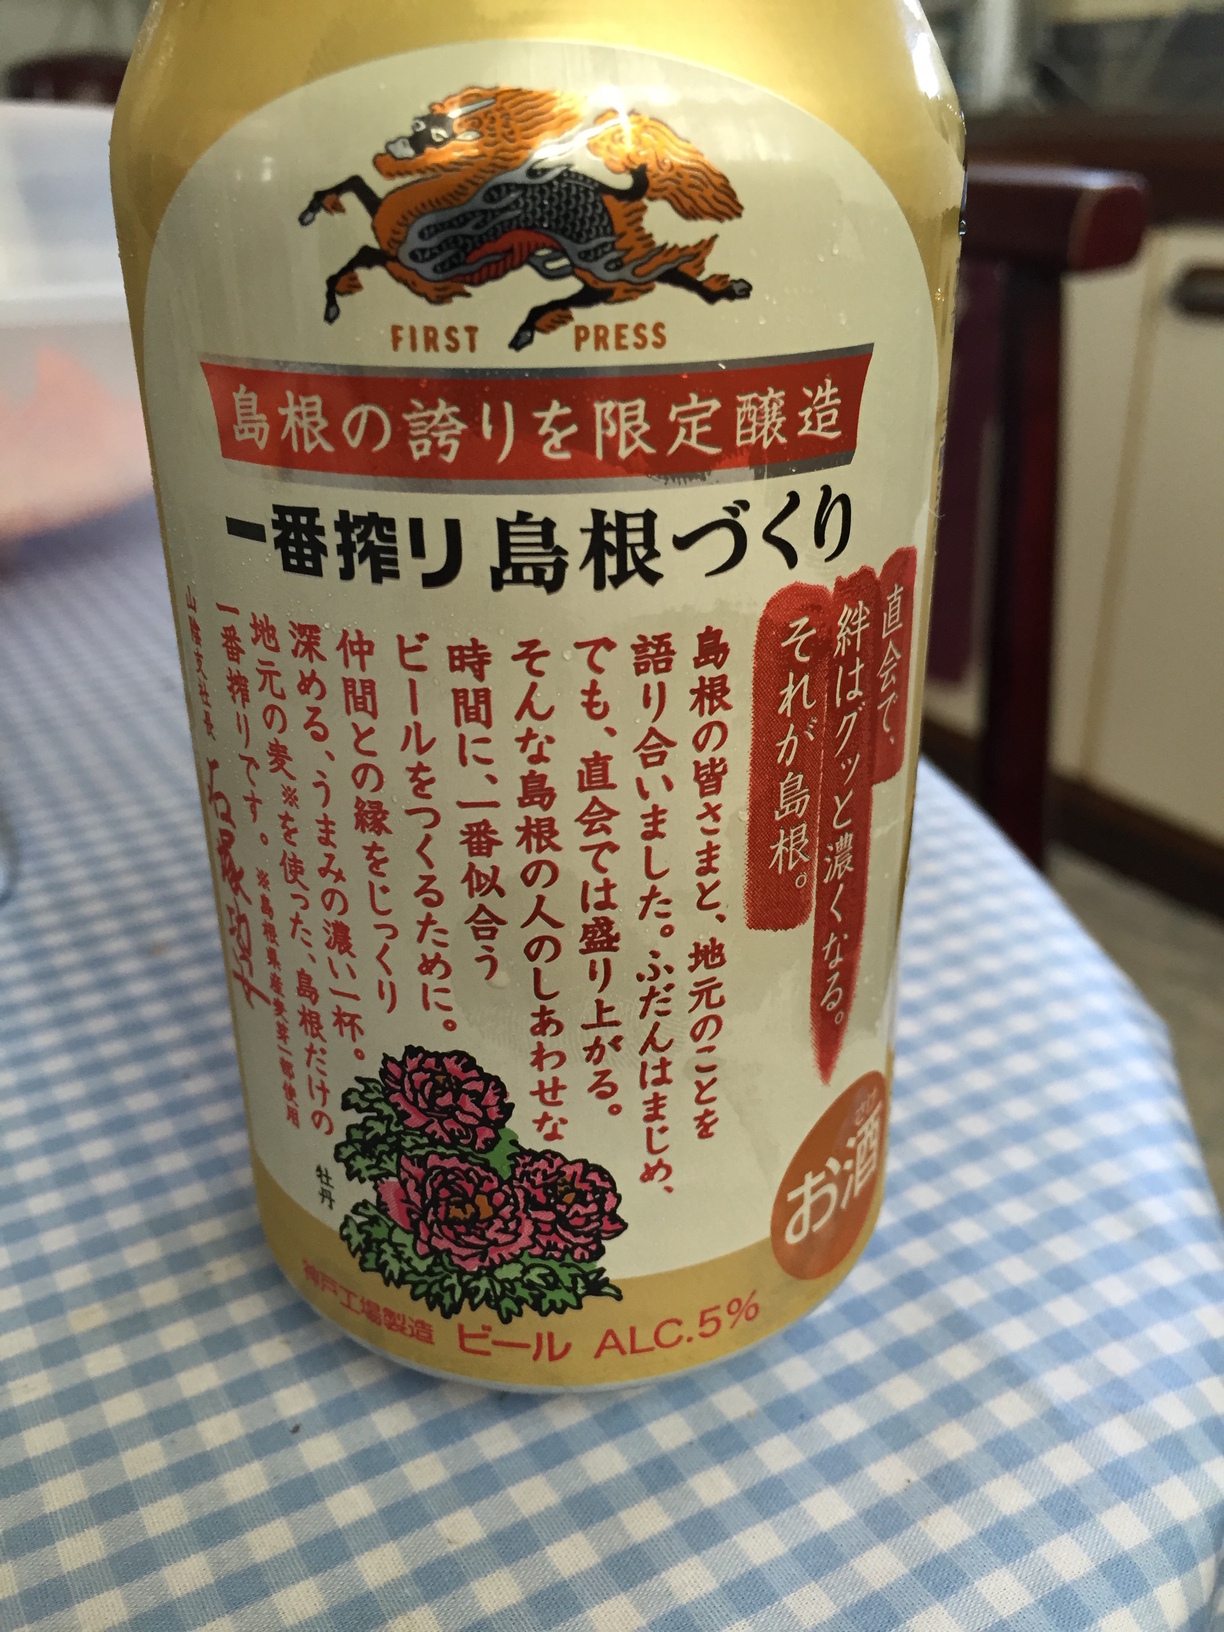 FIRST PRESS
島根の誇りを限定醸造
一番搾り 島根づくり
直会で、
絆はグッと濃くなる。
それが島根。
島根の皆さまと、地元のことを
語り合いました。ふだんはまじめ、
でも、直会では盛り上がる。
そんな島根の人のしあわせな
時間に、一番似合う
ビールをつくるために。
仲間との縁をじっくり
深める、うまみの濃い一杯。
地元の麦※を使った、島根だけの
一番搾りです。 ※島根県産麦芽一部使用
山陰支社長
牡丹
お酒
神戸工場製造 ビール ALC.5%